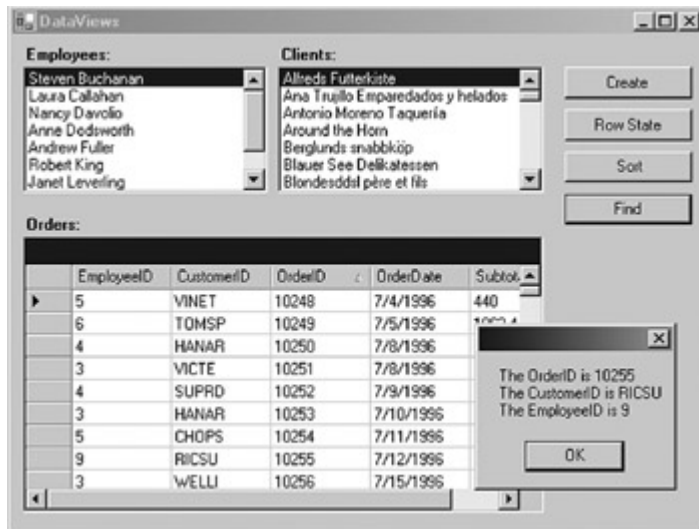 DataViews
Employees:
Steven Buchanan
Laura Callahan
Nancy Davolio
Anne Dodsworth
Andrew Fuller
Robert King
Janet Leverling
Clients:
Alfreds Futterkiste
Ana Trujillo Emparedados y helados
Antonio Moreno Taquería
Around the Horn
Berglunds snabbköp
Blauer See Delikatessen
Blondesddsl père et fils
Create
Row State
Sort
Find
Orders:
EmployeeID CustomerID OrderID OrderDate
5 VINET 10248 7/4/1996 440
6 TOMSP 10249 7/5/1996
4 HANAR 10250 7/8/1996
3 VICTE 10251 7/8/1996
4 SUPRD 10252 7/9/1996
3 HANAR 10253 7/10/1996
5 CHOPS 10254 7/11/1996
9 RICSU 10255 7/12/1996
3 WELLI 10256 7/15/1996
The OrderID is 10255
The CustomerID is RICSU
The EmployeeID is 9
OK